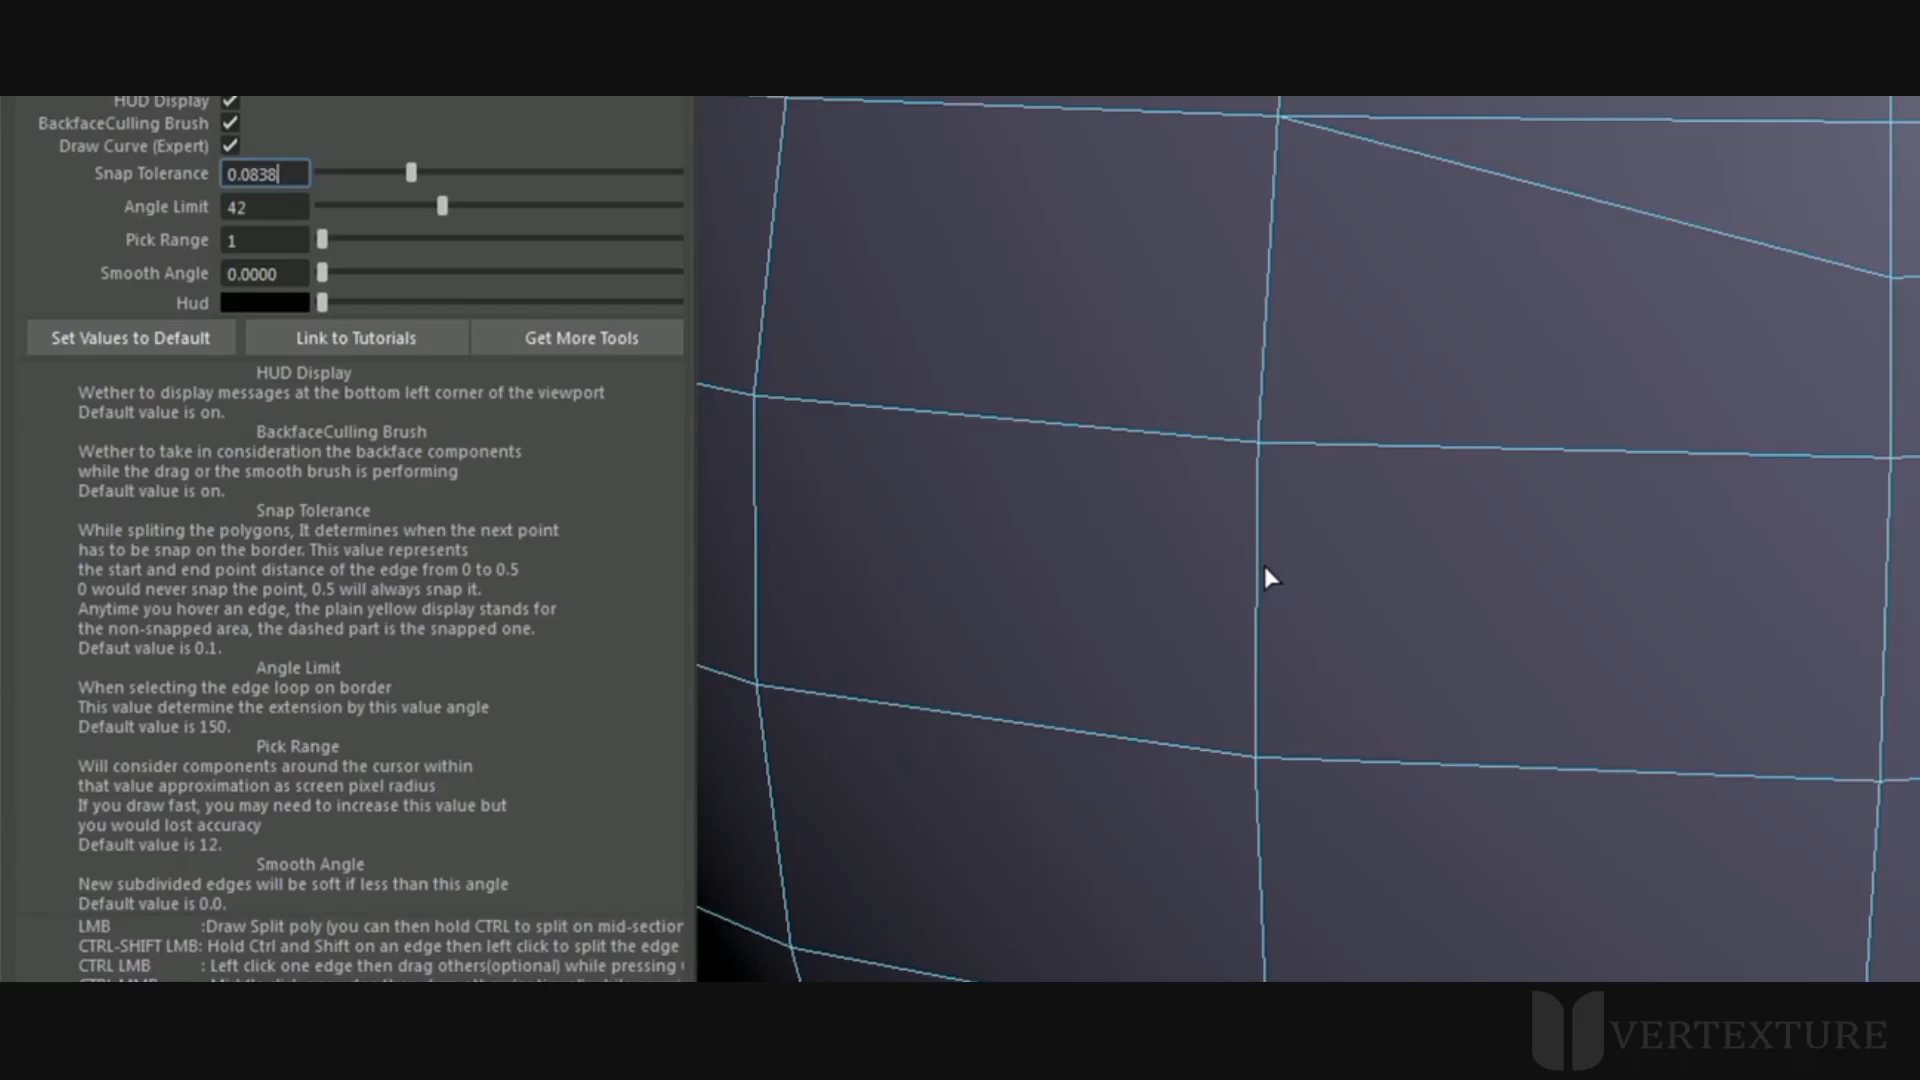 HUD Display
BackfaceCulling Brush
Draw Curve (Expert)
Snap Tolerance 0.0838
Angle Limit 42
Pick Range 1
Smooth Angle 0.0000
Hud
Set Values to Default Link to Tutorials Get More Tools
HUD Display
Wether to display messages at the bottom left corner of the viewport
Default value is on.
BackfaceCulling Brush
Wether to take in consideration the backface components
while the drag or the smooth brush is performing
Default value is on.
Snap Tolerance
While spliting the polygons, It determines when the next point
has to be snap on the border. This value represents
the start and end point distance of the edge from 0 to 0.5
0 would never snap the point, 0.5 will always snap it.
Anytime you hover an edge, the plain yellow display stands for
the non-snapped area, the dashed part is the snapped one.
Defaut value is 0.1.
Angle Limit
When selecting the edge loop on border
This value determine the extension by this value angle
Default value is 150.
Pick Range
Will consider components around the cursor within
that value approximation as screen pixel radius
If you draw fast, you may need to increase this value but
you would lost accuracy
Default value is 12.
Smooth Angle
New subdivided edges will be soft if less than this angle
Default value is 0.0.
LMB :Draw Split poly (you can then hold CTRL to split on mid-section
CTRL-SHIFT LMB: Hold Ctrl and Shift on an edge then left click to split the edge
CTRL LMB : Left click one edge then drag others(optional) while pressing
VERTEXTURE